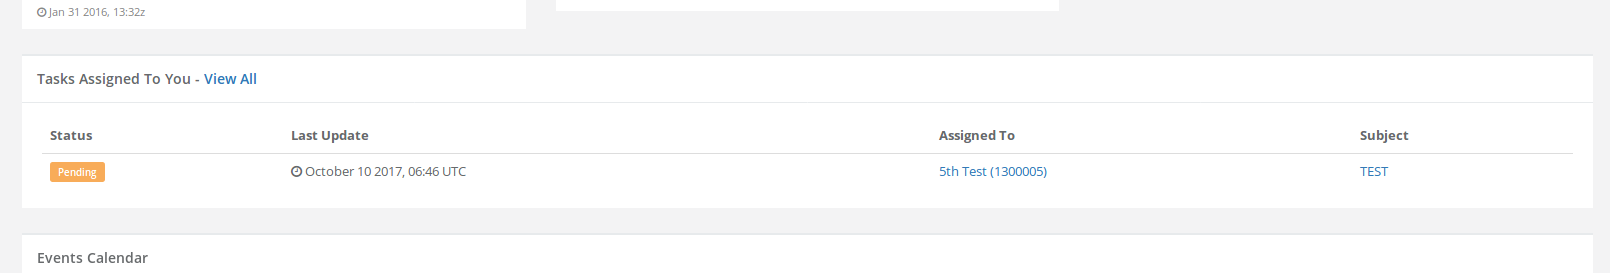 Jan 31 2016, 13:32z
Tasks Assigned To You - View All
Status Last Update Assigned To Subject
Pending October 10 2017, 06:46 UTC 5th Test (1300005) TEST
Events Calendar